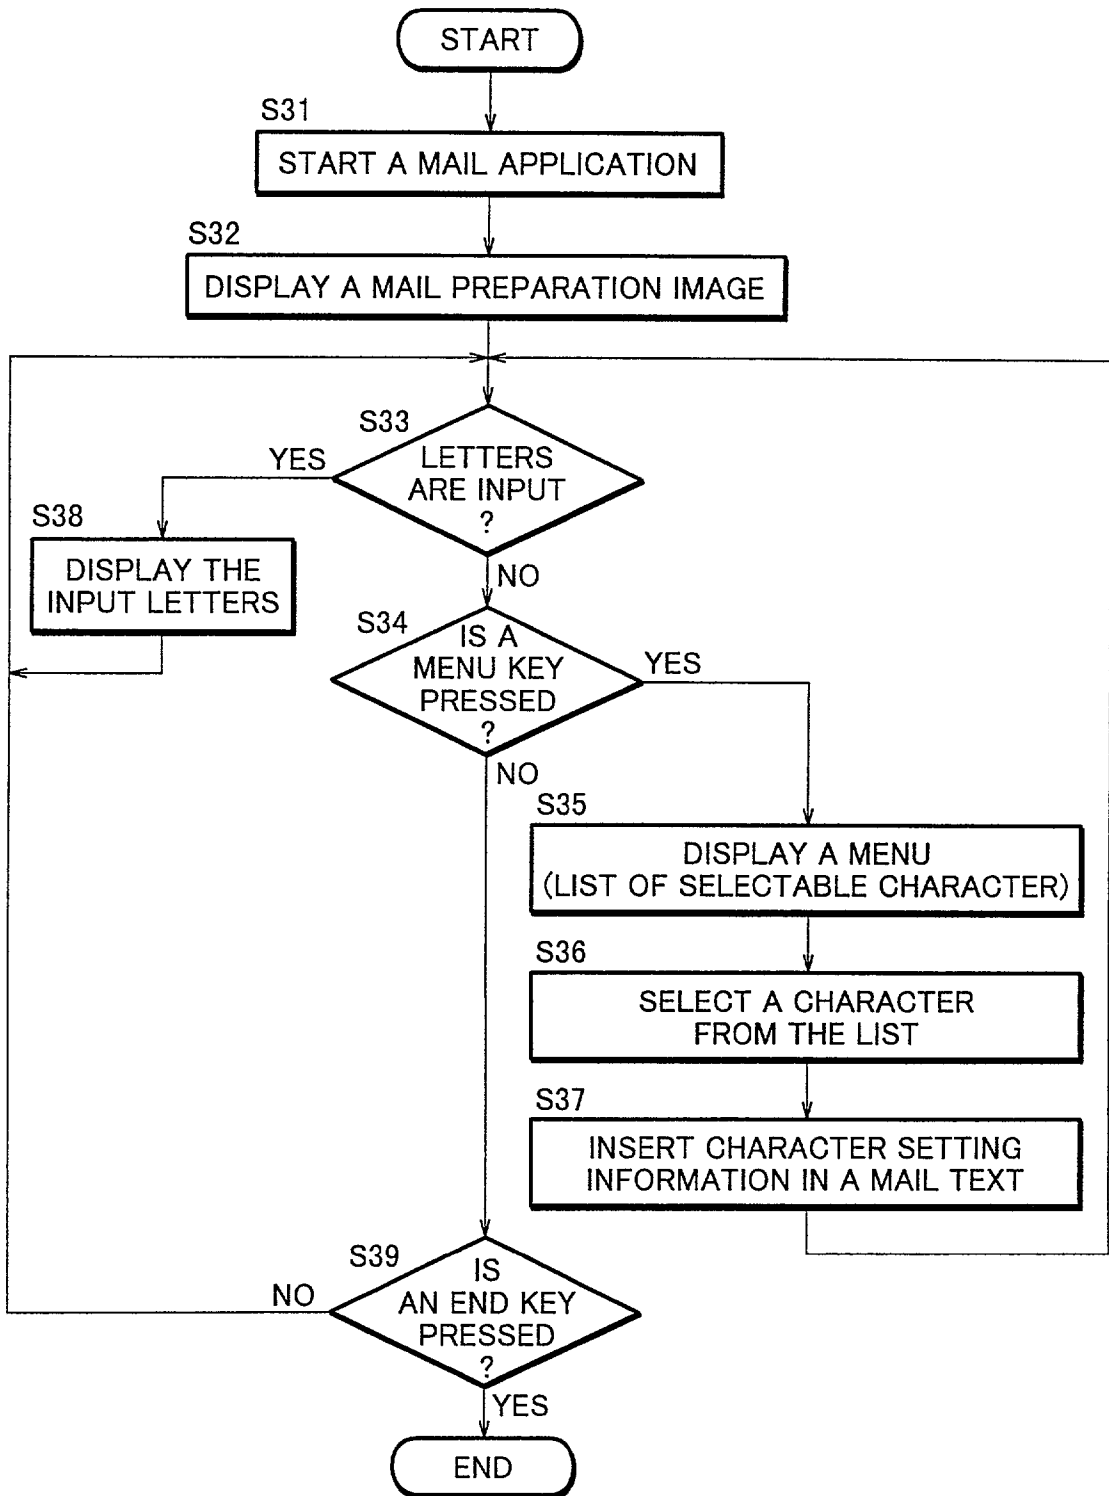 START
S31
START A MAIL APPLICATION
S32
DISPLAY A MAIL PREPARATION IMAGE
S33
LETTERS
ARE INPUT
?
YES
NO
S38
DISPLAY THE
INPUT LETTERS
S34
IS A
MENU KEY
PRESSED
?
YES
NO
S35
DISPLAY A MENU
(LIST OF SELECTABLE CHARACTER)
S36
SELECT A CHARACTER
FROM THE LIST
S37
INSERT CHARACTER SETTING
INFORMATION IN A MAIL TEXT
S39
IS
AN END KEY
PRESSED
?
NO
YES
END